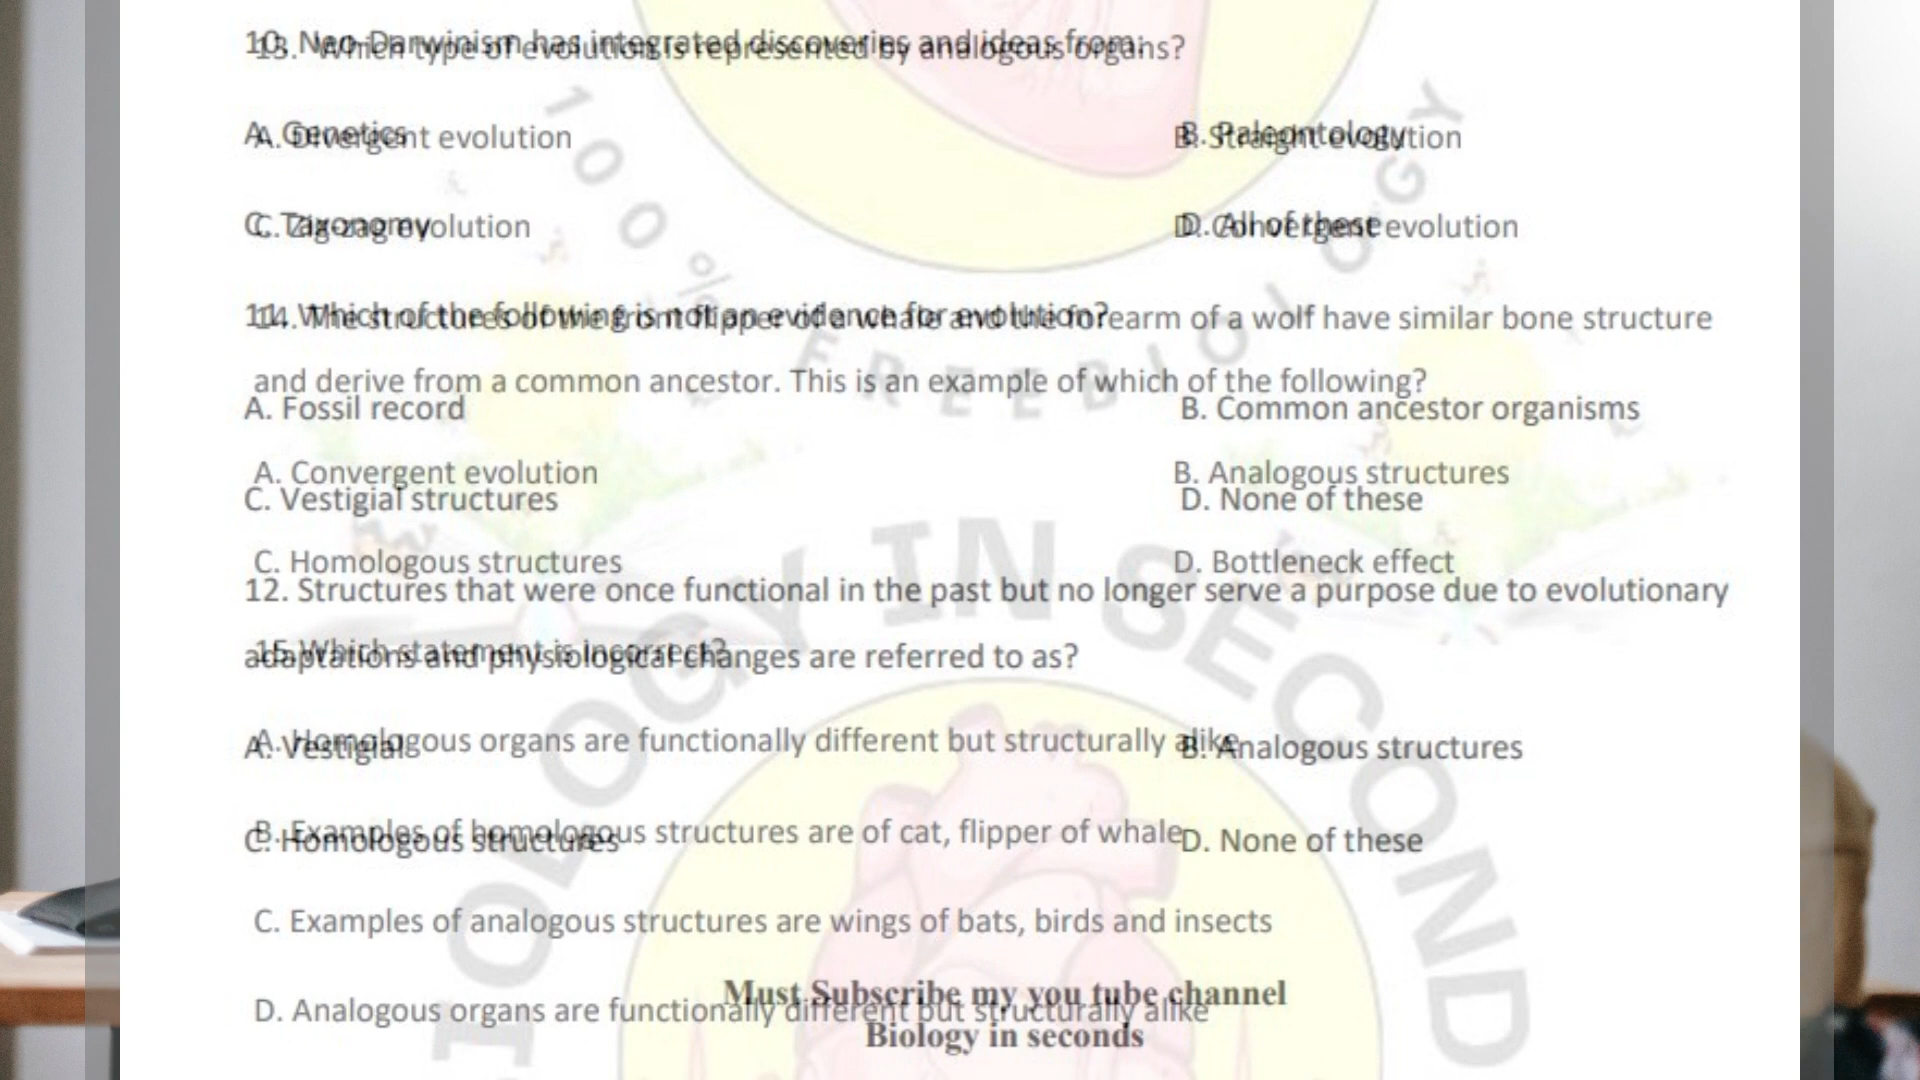 10. Neo-Darwinism has integrated discoveries and ideas from:
A. Genetics
B. Paleontology
C. Taxonomy
D. All of these
11. Which of the following is not an evidence for evolution?
A. Fossil record
B. Common ancestor organisms
C. Vestigial structures
D. None of these
12. Structures that were once functional in the past but no longer serve a purpose due to evolutionary
adaptations and physiological changes are referred to as?
A. Vestigial
B. Analogous structures
C. Homologous structures
D. None of these
13. Which type of evolution is represented by analogous organs?
A. Divergent evolution
B. Straight evolution
C. Zig-zag evolution
D. Convergent evolution
14. The structures of the front flipper of a whale and the forearm of a wolf have similar bone structure
and derive from a common ancestor. This is an example of which of the following?
A. Convergent evolution
B. Analogous structures
C. Homologous structures
D. Bottleneck effect
15. Which statement is incorrect?
A. Homologous organs are functionally different but structurally alike
B. Examples of homologous structures are of cat, flipper of whale
C. Examples of analogous structures are wings of bats, birds and insects
D. Analogous organs are functionally different but structurally alike
Must Subscribe my you tube channel
Biology in seconds
100% FREE BIOLOGY
IOLOGY IN SECOND